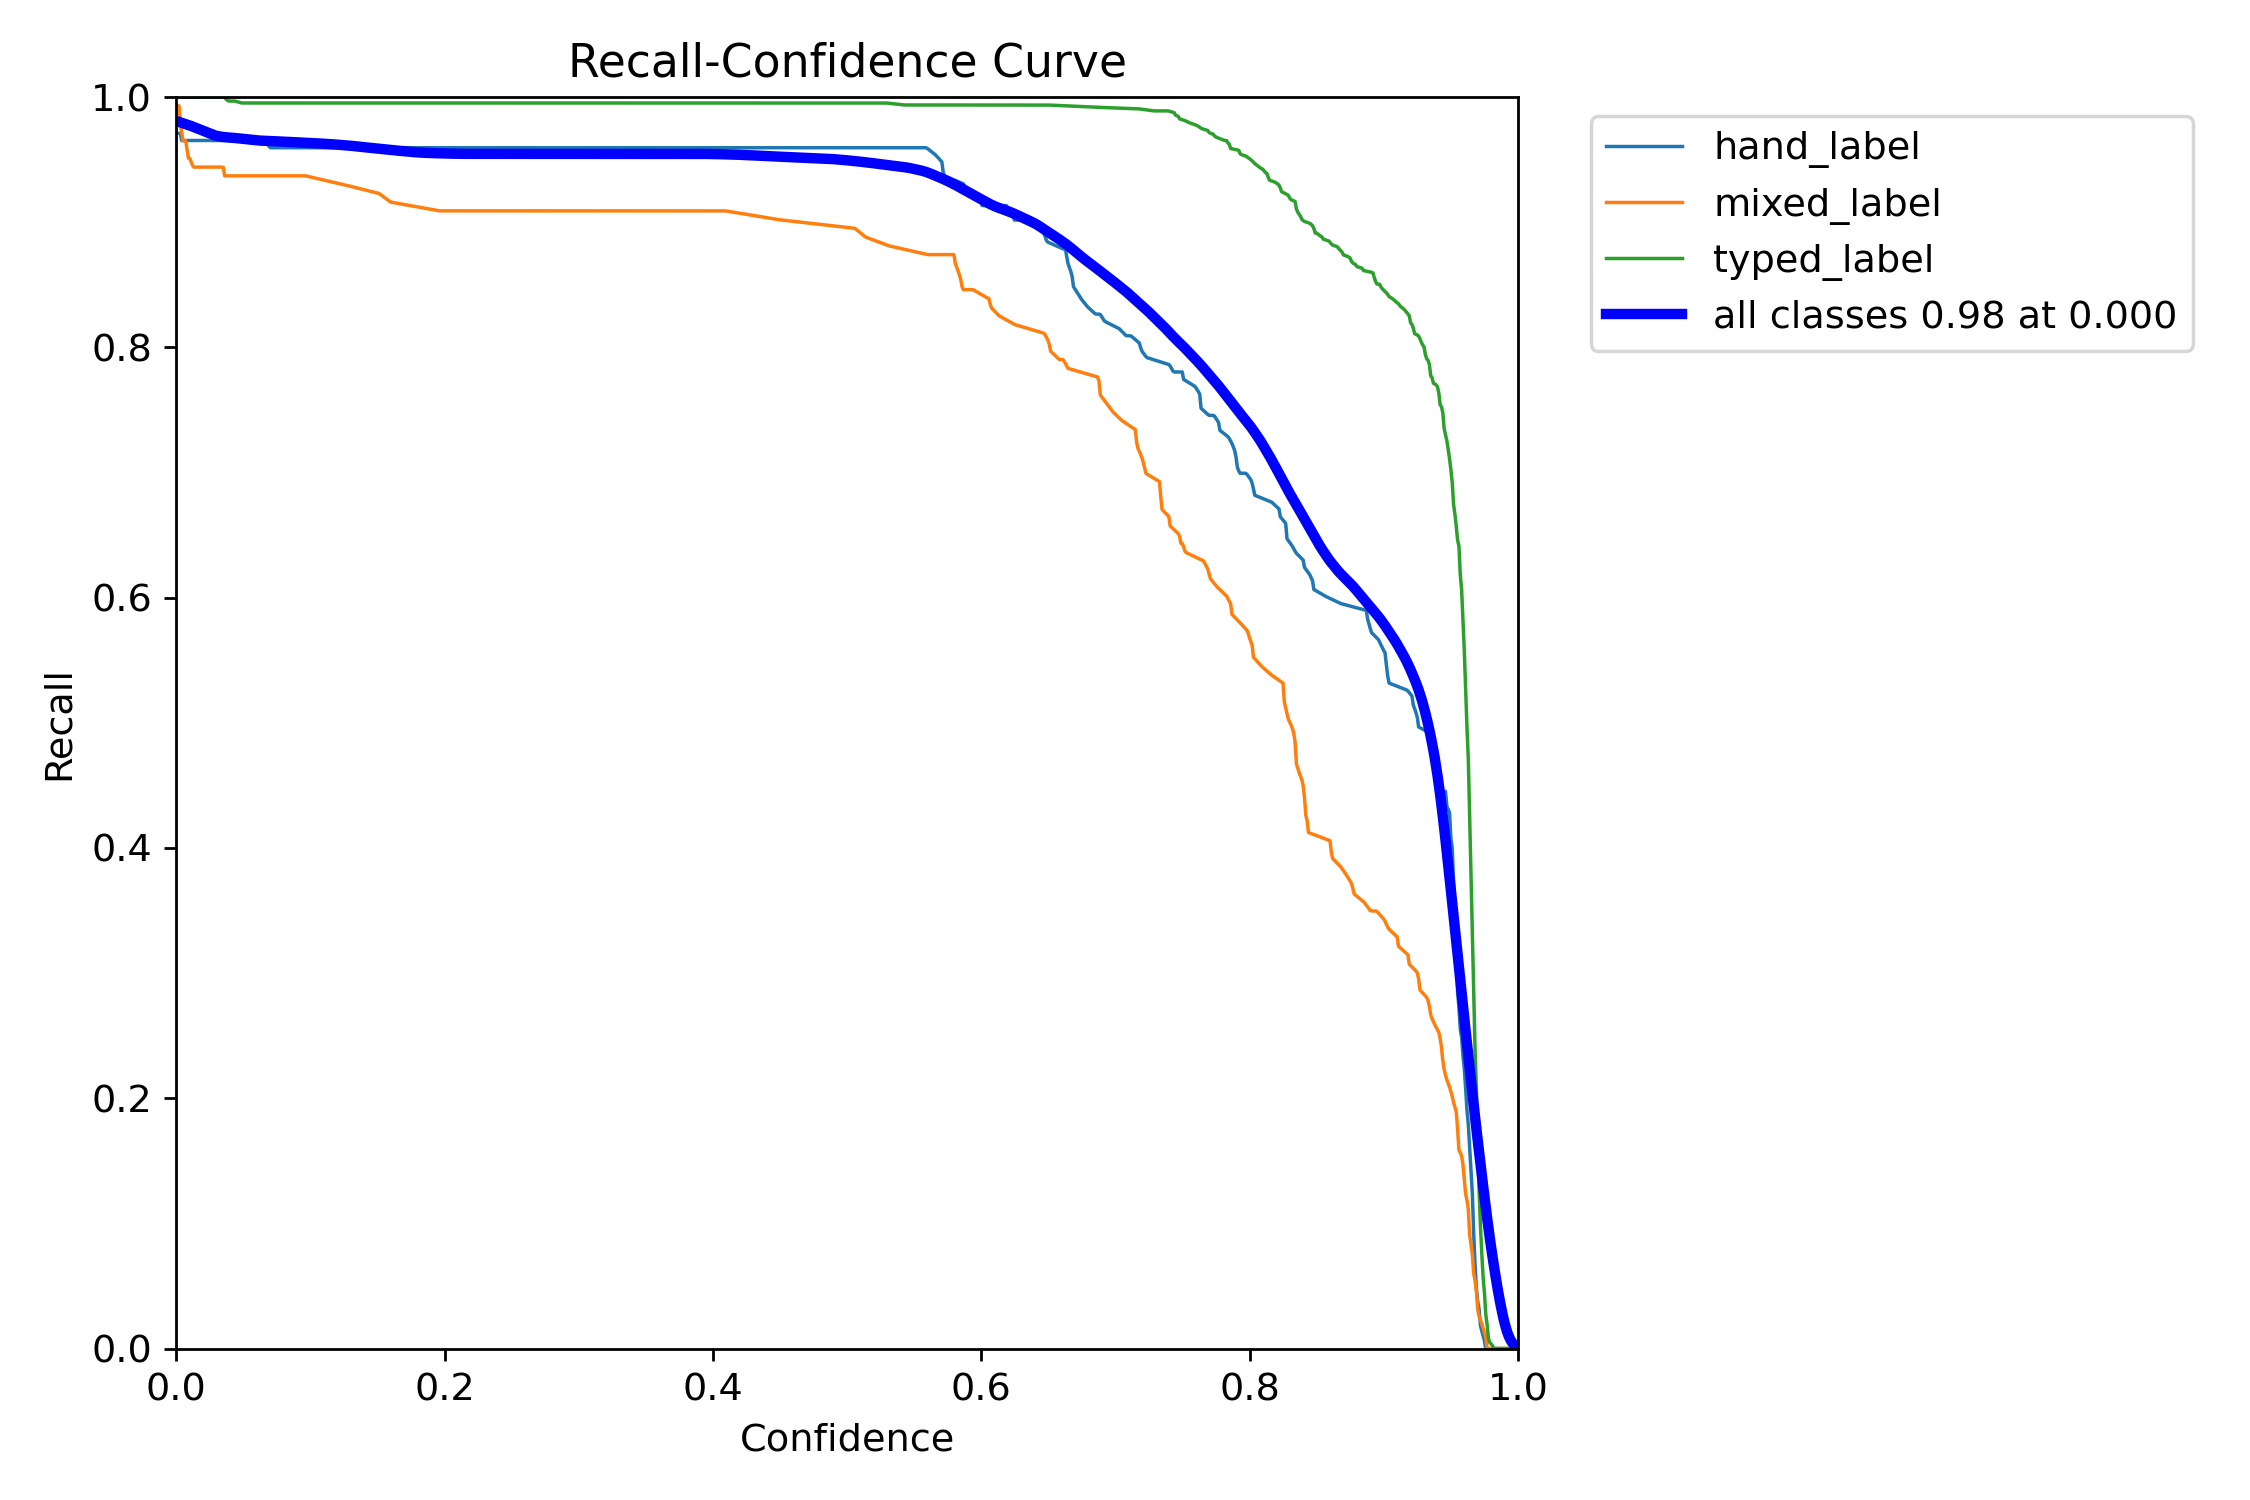 Recall-Confidence Curve
1.0
0.8
0.6
0.4
0.2
0.0
Recall
0.0 0.2 0.4 0.6 0.8 1.0
Confidence
hand_label
mixed_label
typed_label
all classes 0.98 at 0.000